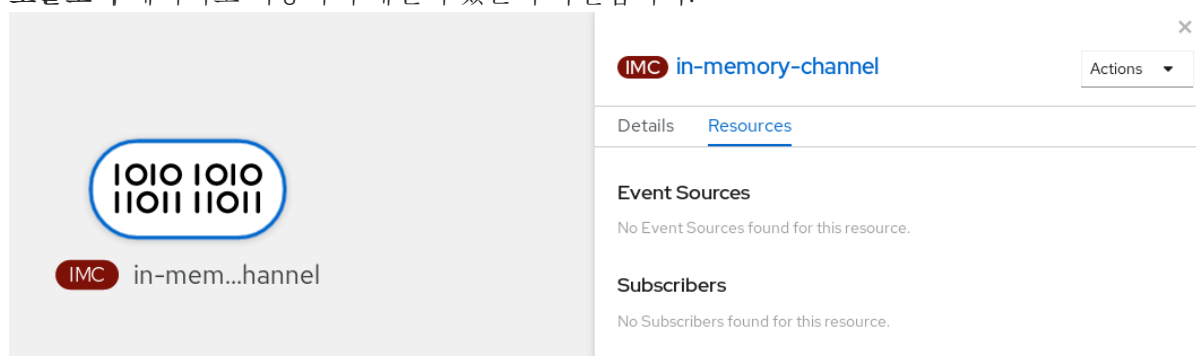 IMC in-memory-channel
Actions
Details Resources
1010 1010
11011 11011
Event Sources
No Event Sources found for this resource.
IMC in-mem...hannel
Subscribers
No Subscribers found for this resource.